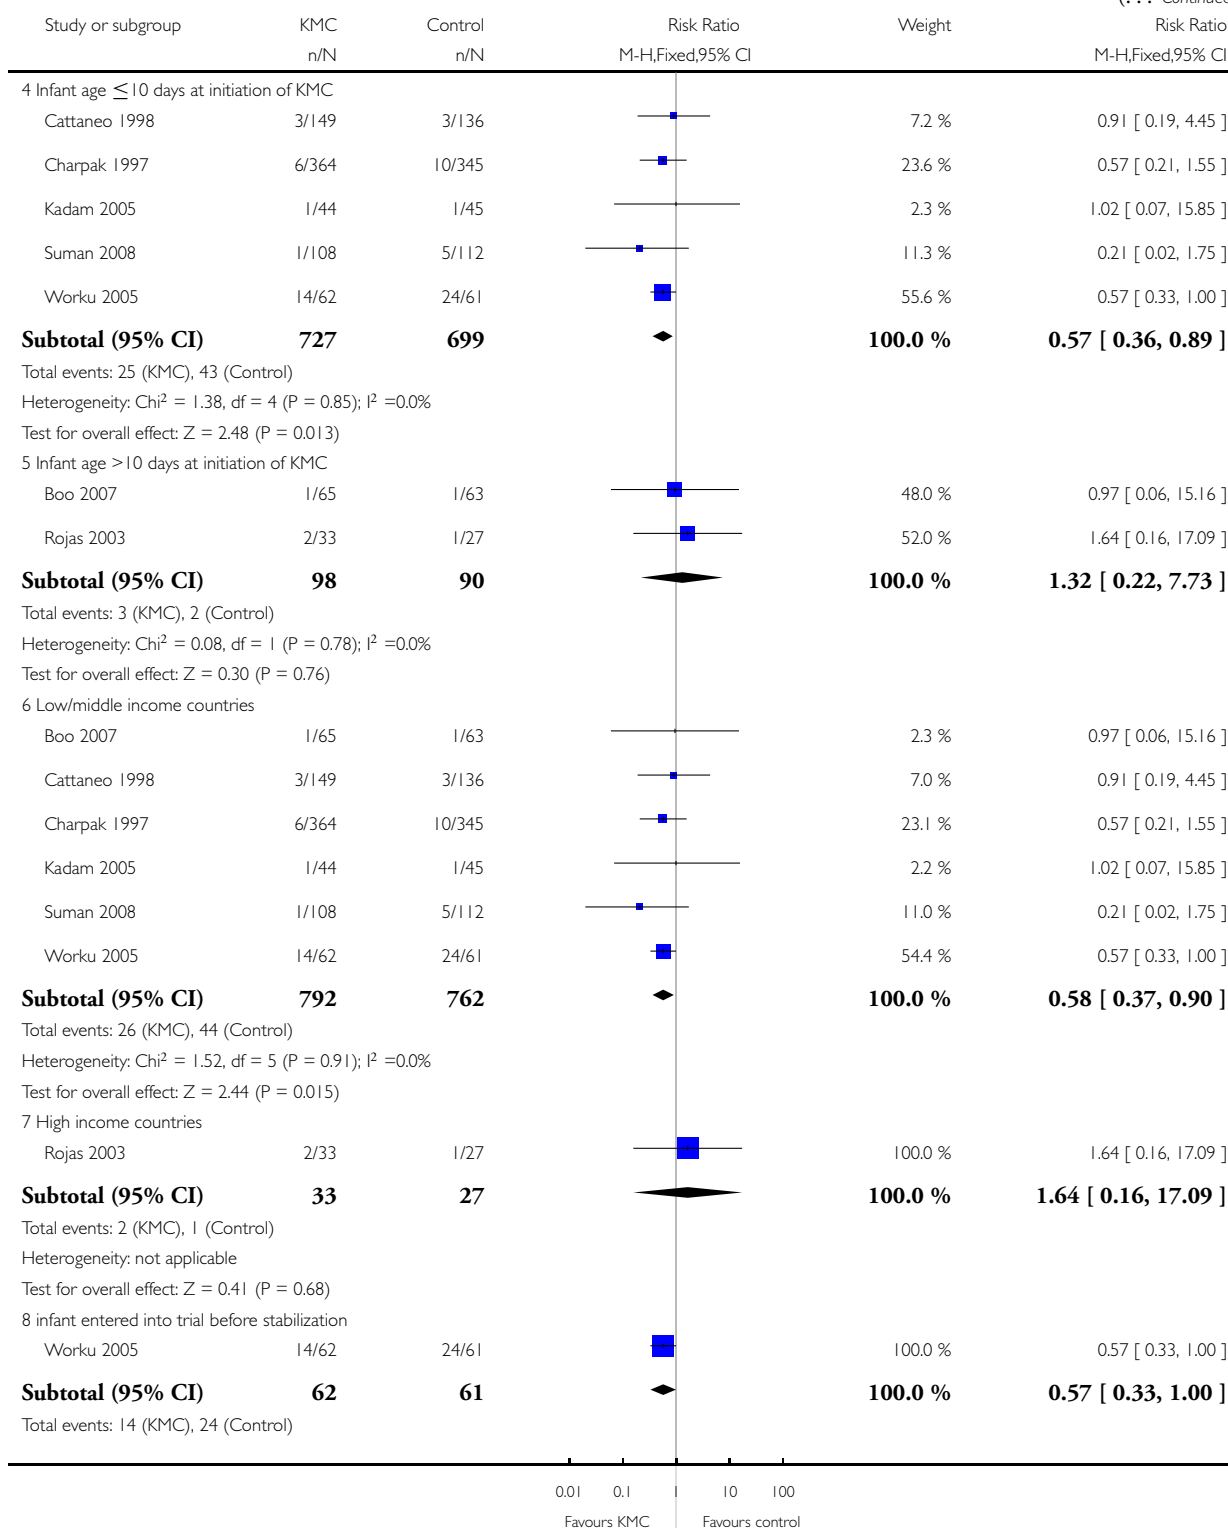 (. . . Continued
Study or subgroup KMC Control Risk Ratio Weight Risk Ratio
n/N n/N M-H,Fixed,95% CI M-H,Fixed,95% CI
4 Infant age ≤10 days at initiation of KMC
Cattaneo 1998 3/149 3/136 7.2 % 0.91 [ 0.19, 4.45 ]
Charpak 1997 6/364 10/345 23.6 % 0.57 [ 0.21, 1.55 ]
Kadam 2005 1/44 1/45 2.3 % 1.02 [ 0.07, 15.85 ]
Suman 2008 1/108 5/112 11.3 % 0.21 [ 0.02, 1.75 ]
Worku 2005 14/62 24/61 55.6 % 0.57 [ 0.33, 1.00 ]
Subtotal (95% CI) 727 699 100.0 % 0.57 [ 0.36, 0.89 ]
Total events: 25 (KMC), 43 (Control)
Heterogeneity: Chi² = 1.38, df = 4 (P = 0.85); I² =0.0%
Test for overall effect: Z = 2.48 (P = 0.013)
5 Infant age >10 days at initiation of KMC
Boo 2007 1/65 1/63 48.0 % 0.97 [ 0.06, 15.16 ]
Rojas 2003 2/33 1/27 52.0 % 1.64 [ 0.16, 17.09 ]
Subtotal (95% CI) 98 90 100.0 % 1.32 [ 0.22, 7.73 ]
Total events: 3 (KMC), 2 (Control)
Heterogeneity: Chi² = 0.08, df = 1 (P = 0.78); I² =0.0%
Test for overall effect: Z = 0.30 (P = 0.76)
6 Low/middle income countries
Boo 2007 1/65 1/63 2.3 % 0.97 [ 0.06, 15.16 ]
Cattaneo 1998 3/149 3/136 7.0 % 0.91 [ 0.19, 4.45 ]
Charpak 1997 6/364 10/345 23.1 % 0.57 [ 0.21, 1.55 ]
Kadam 2005 1/44 1/45 2.2 % 1.02 [ 0.07, 15.85 ]
Suman 2008 1/108 5/112 11.0 % 0.21 [ 0.02, 1.75 ]
Worku 2005 14/62 24/61 54.4 % 0.57 [ 0.33, 1.00 ]
Subtotal (95% CI) 792 762 100.0 % 0.58 [ 0.37, 0.90 ]
Total events: 26 (KMC), 44 (Control)
Heterogeneity: Chi² = 1.52, df = 5 (P = 0.91); I² =0.0%
Test for overall effect: Z = 2.44 (P = 0.015)
7 High income countries
Rojas 2003 2/33 1/27 100.0 % 1.64 [ 0.16, 17.09 ]
Subtotal (95% CI) 33 27 100.0 % 1.64 [ 0.16, 17.09 ]
Total events: 2 (KMC), 1 (Control)
Heterogeneity: not applicable
Test for overall effect: Z = 0.41 (P = 0.68)
8 infant entered into trial before stabilization
Worku 2005 14/62 24/61 100.0 % 0.57 [ 0.33, 1.00 ]
Subtotal (95% CI) 62 61 100.0 % 0.57 [ 0.33, 1.00 ]
Total events: 14 (KMC), 24 (Control)
0.01 0.1 1 10 100
Favours KMC Favours control